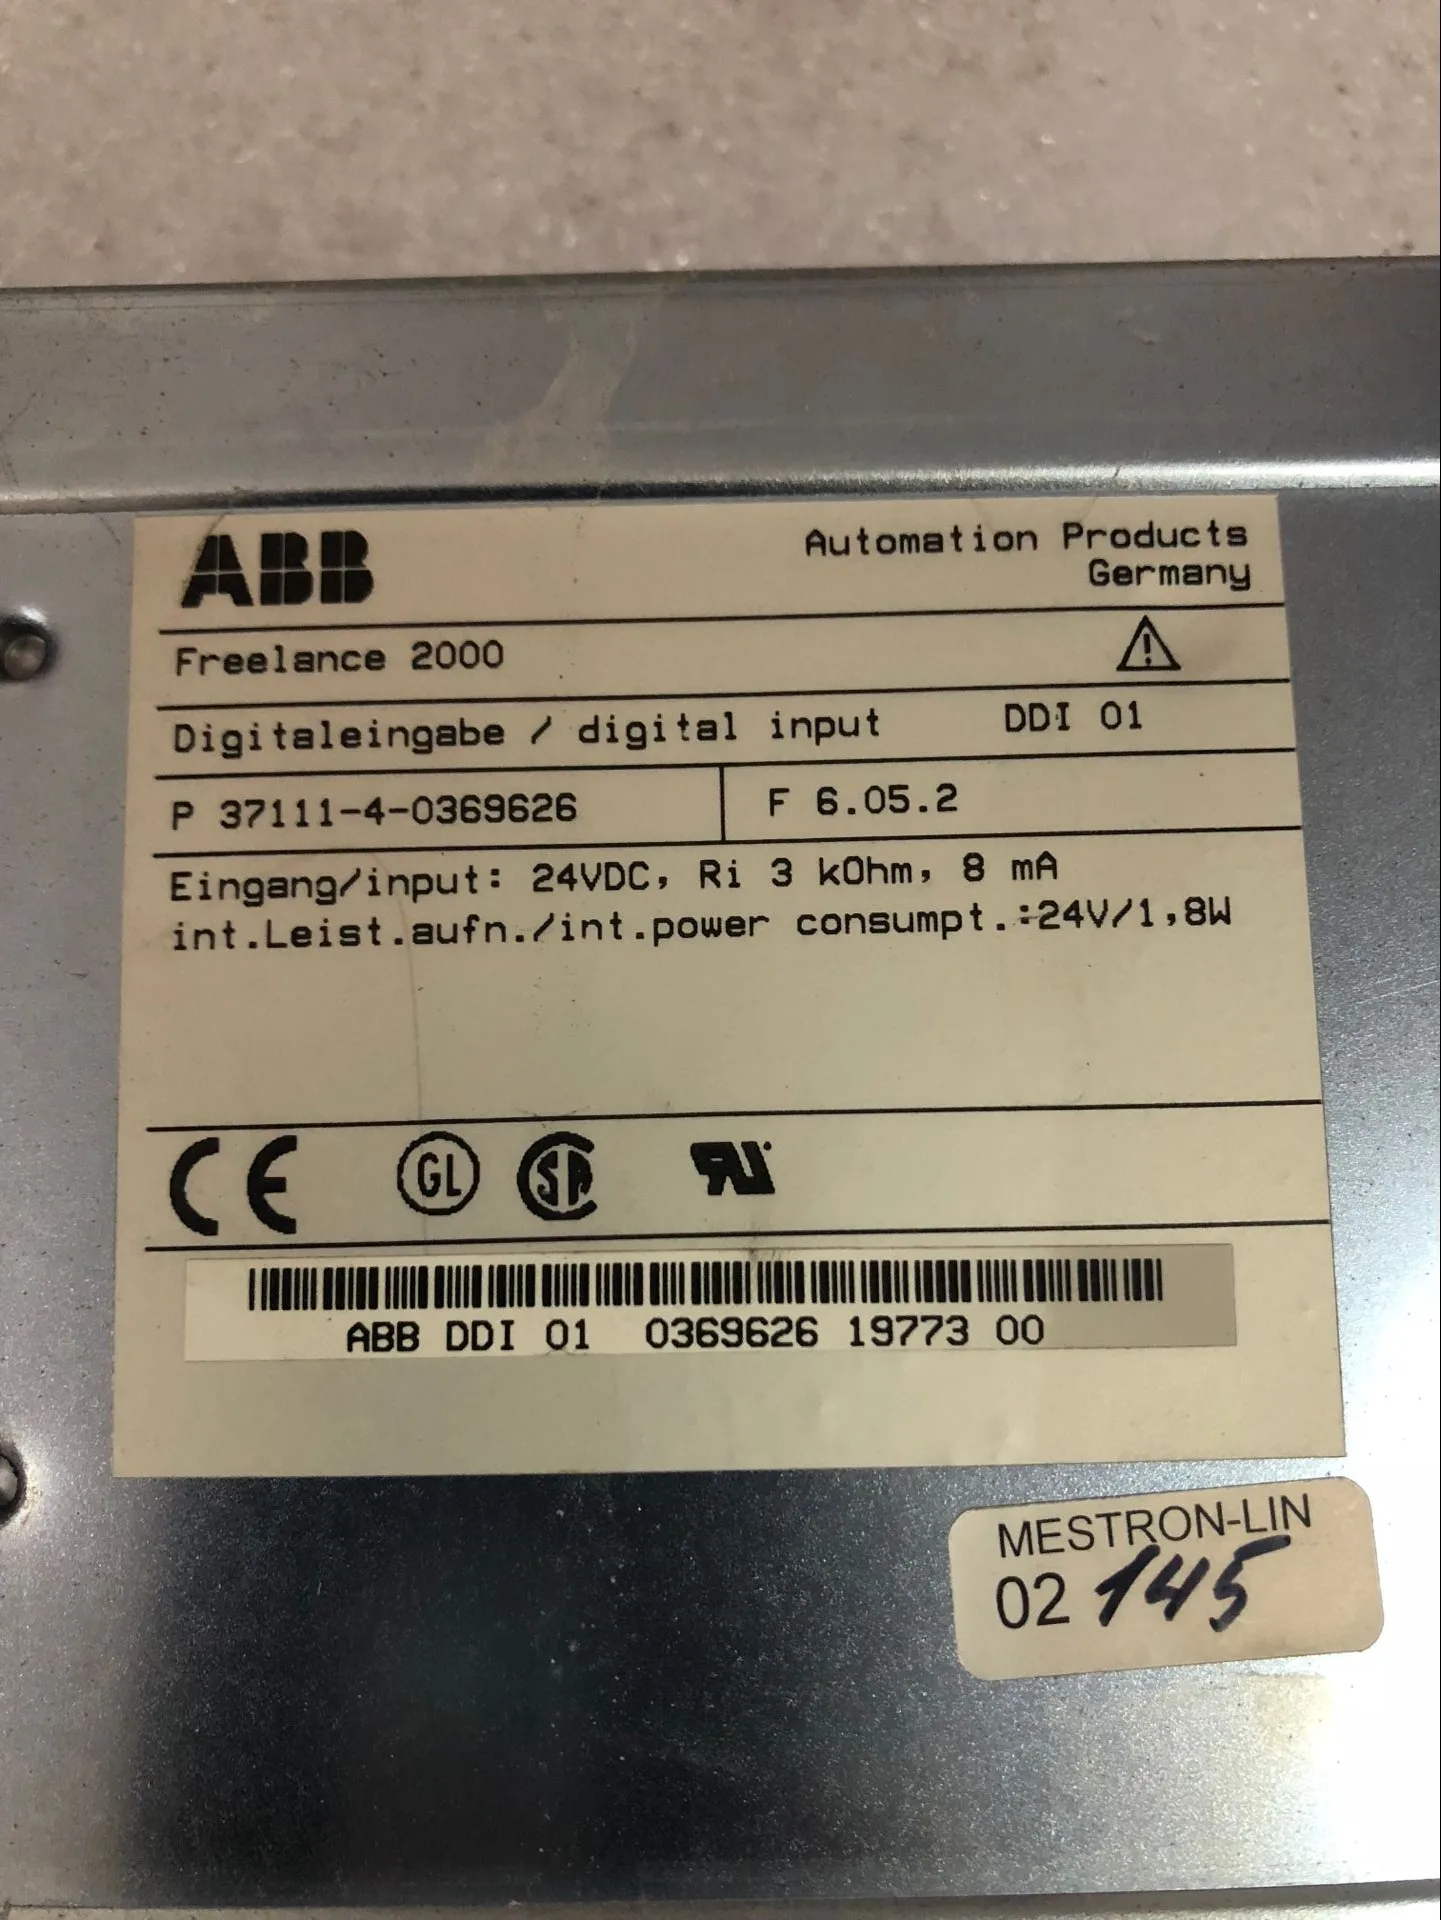 ABB
Automation Products
Germany
Freelance 2000
Digitaleingabe / digital input DDI 01
P 37111-4-0369626 F 6.05.2
Eingang/input: 24VDC, Ri 3 kOhm, 8 mA
int.Leist.aufn./int.power consumpt.:24V/1,8W
CE GL SA RU
ABB DDI 01 0369626 19773 00
MESTRON-LIN
02 145